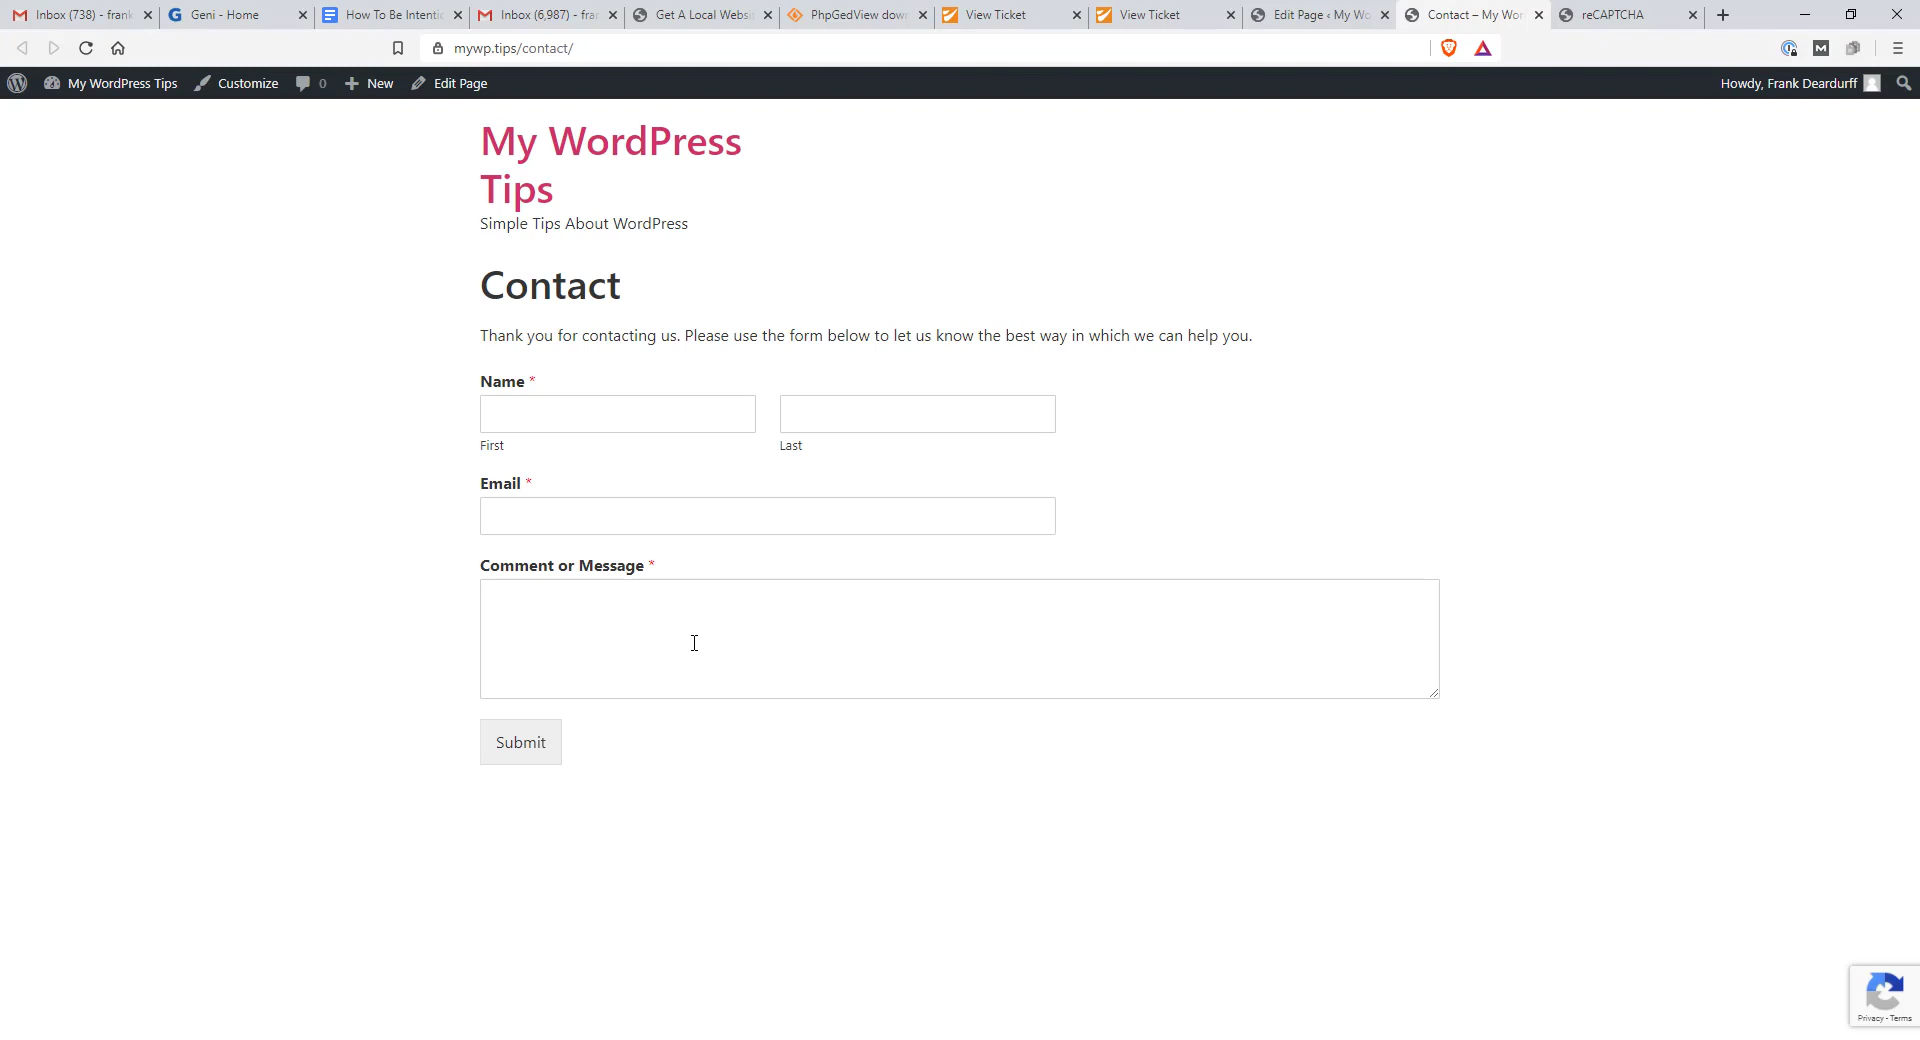 Inbox (738) - frank
Geni - Home
How To Be Intentio
Inbox (6,987) - fran
Get A Local Websit
PhpGedView down
View Ticket
View Ticket
Edit Page ‹ My Wo
Contact – My Wor
reCAPTCHA
mywp.tips/contact/
My WordPress Tips
Customize
0
New
Edit Page
Howdy, Frank Deardurff
My WordPress
Tips
Simple Tips About WordPress
Contact
Thank you for contacting us. Please use the form below to let us know the best way in which we can help you.
Name *
First
Last
Email *
Comment or Message *
Submit
Privacy - Terms